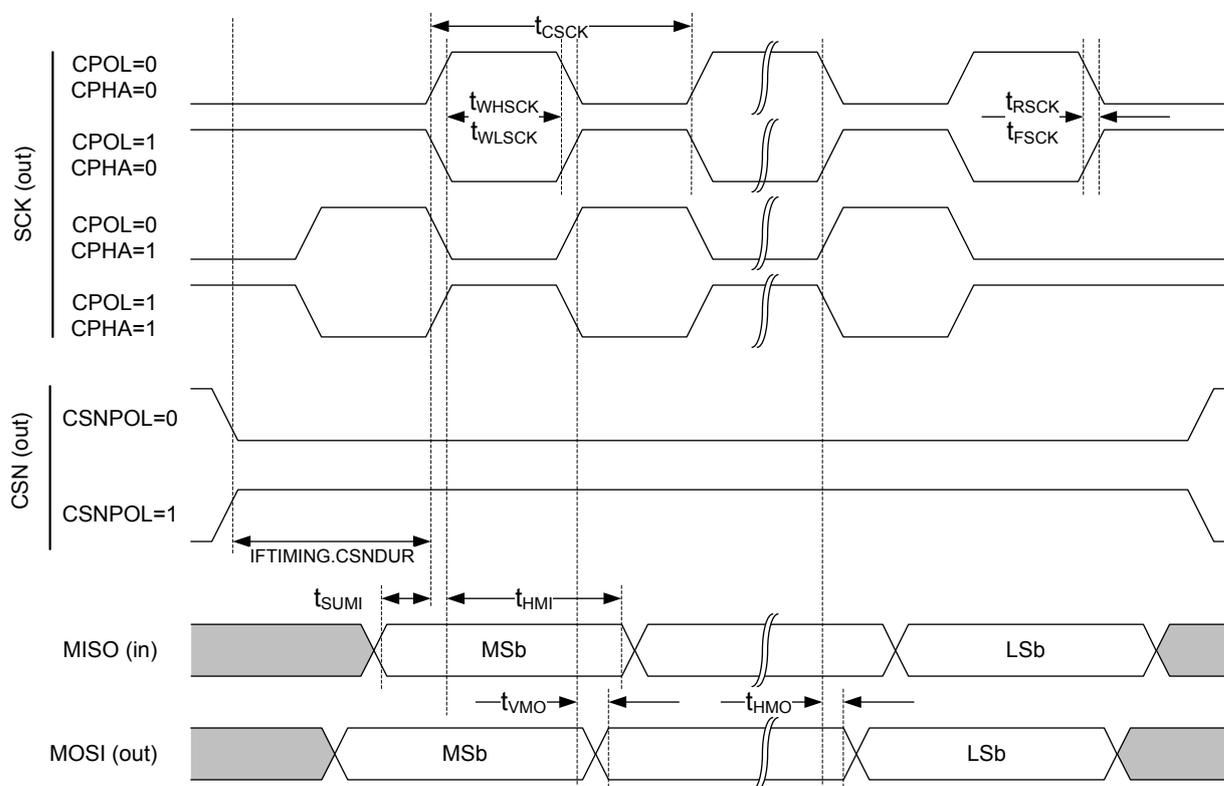 tCSCK
CPOL=0
CPHA=0
tWHSCK
tWLSCK
tRSCK
tFSCK
CPOL=1
CPHA=0
SCK (out)
CPOL=0
CPHA=1
CPOL=1
CPHA=1
CSN (out)
CSNPOL=0
CSNPOL=1
IFTIMING.CSNDUR
tSUMI
tHMI
MISO (in)
MSb
LSb
tVMO
tHMO
MOSI (out)
MSb
LSb